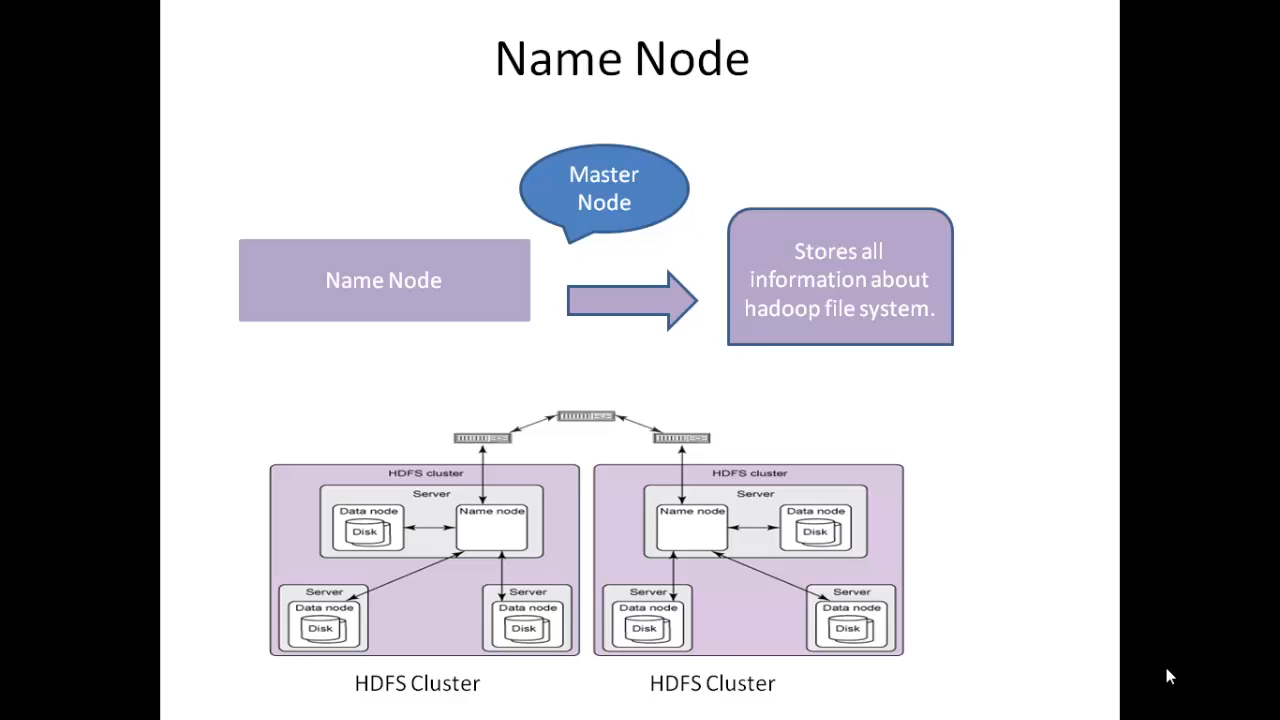 Name Node
Master
Node
Name Node
Stores all
information about
hadoop file system.
HDFS cluster
Server
Data node
Disk
Name node
Server
Data node
Disk
Server
Data node
Disk
HDFS cluster
Server
Name node
Data node
Disk
Server
Data node
Disk
Server
Data node
Disk
HDFS Cluster
HDFS Cluster